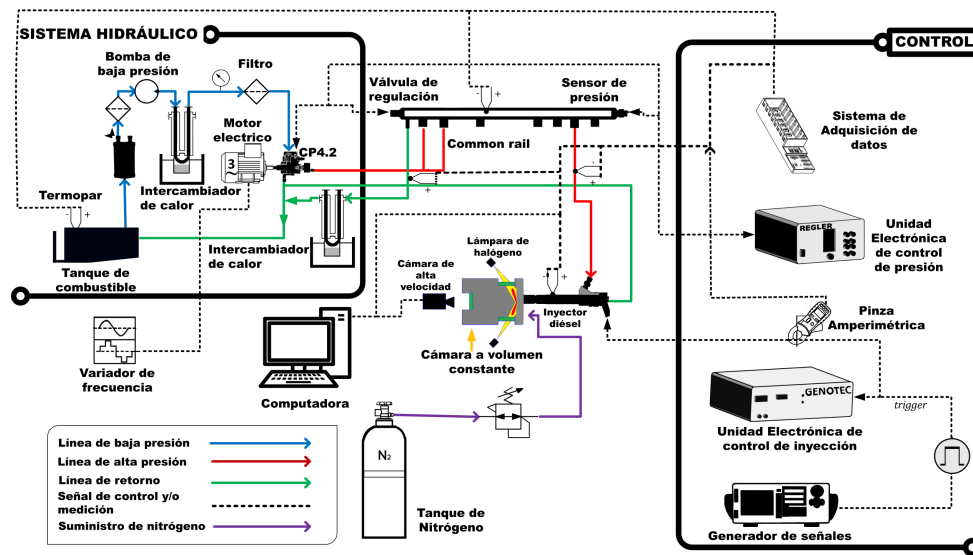 SISTEMA HIDRÁULICO
CONTROL
Bomba de
baja presión
Filtro
Motor
electrico
3
CP4.2
Intercambiador
de calor
Termopar
- +
Tanque de
combustible
Intercambiador
de calor
Variador de
frecuencia
Válvula de
regulación
Sensor de
presión
- +
Common rail
- +
- +
Lámpara de
halógeno
Cámara de
alta
velocidad
- +
Inyector
diésel
Cámara a volumen
constante
Computadora
N2
Tanque de
Nitrógeno
Sistema de
Adquisición de
datos
REGLER
Unidad
Electrónica
de control
de presión
Pinza
Amperimétrica
GENOTEC
trigger
Unidad Electrónica de
control de inyección
Generador de señales
Línea de baja presión
Línea de alta presión
Línea de retorno
Señal de control y/o
medición
Suministro de nitrógeno